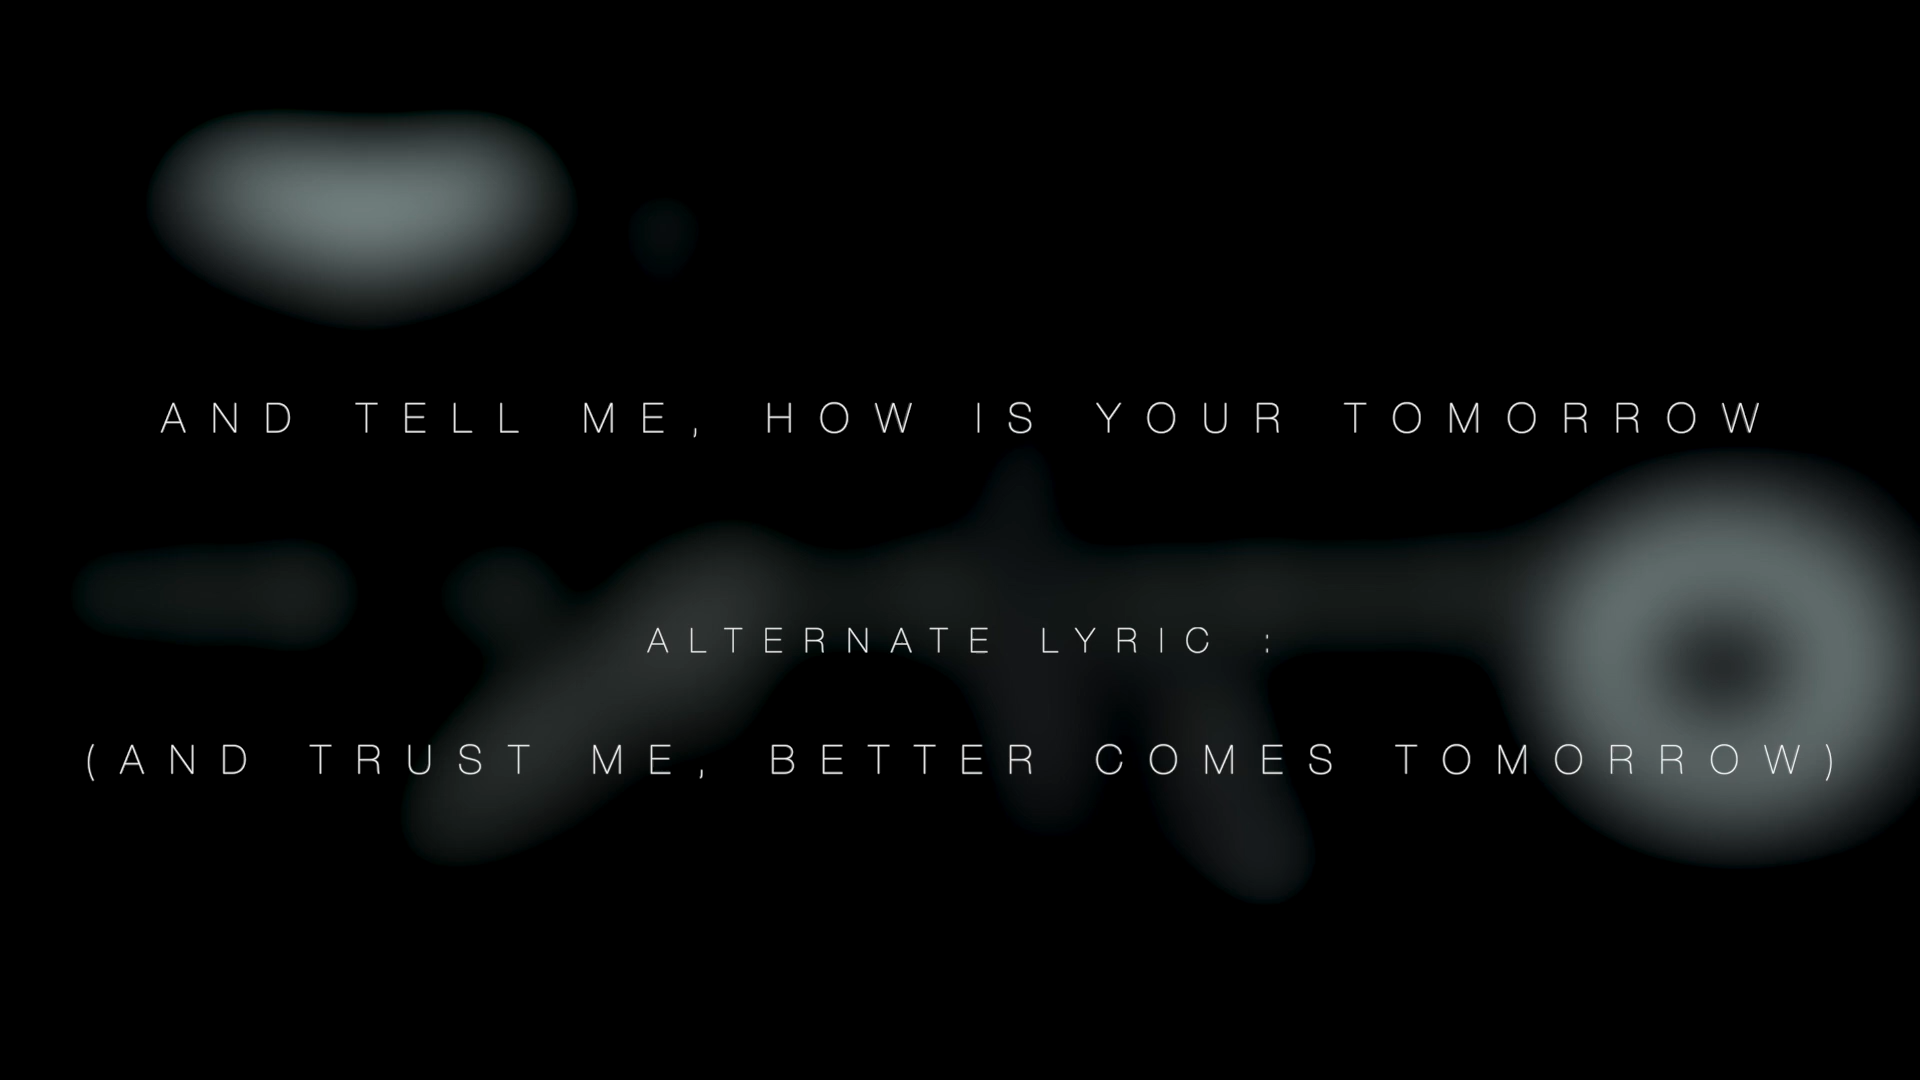 AND TELL ME, HOW IS YOUR TOMORROW
ALTERNATE LYRIC :
(AND TRUST ME, BETTER COMES TOMORROW)